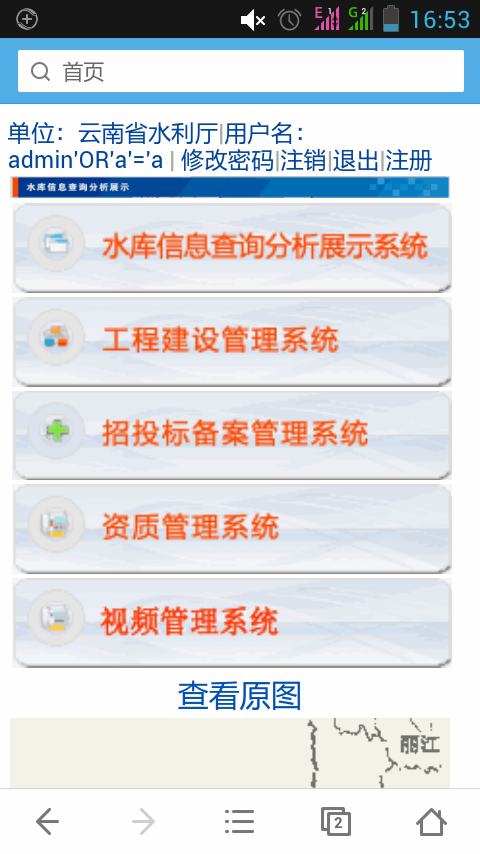 E 1 G 2 16:53
首页
单位：云南省水利厅|用户名：
admin'OR'a'='a | 修改密码|注销|退出|注册
水库信息查询分析展示
水库信息查询分析展示系统
工程建设管理系统
招投标备案管理系统
资质管理系统
视频管理系统
查看原图
丽江
2